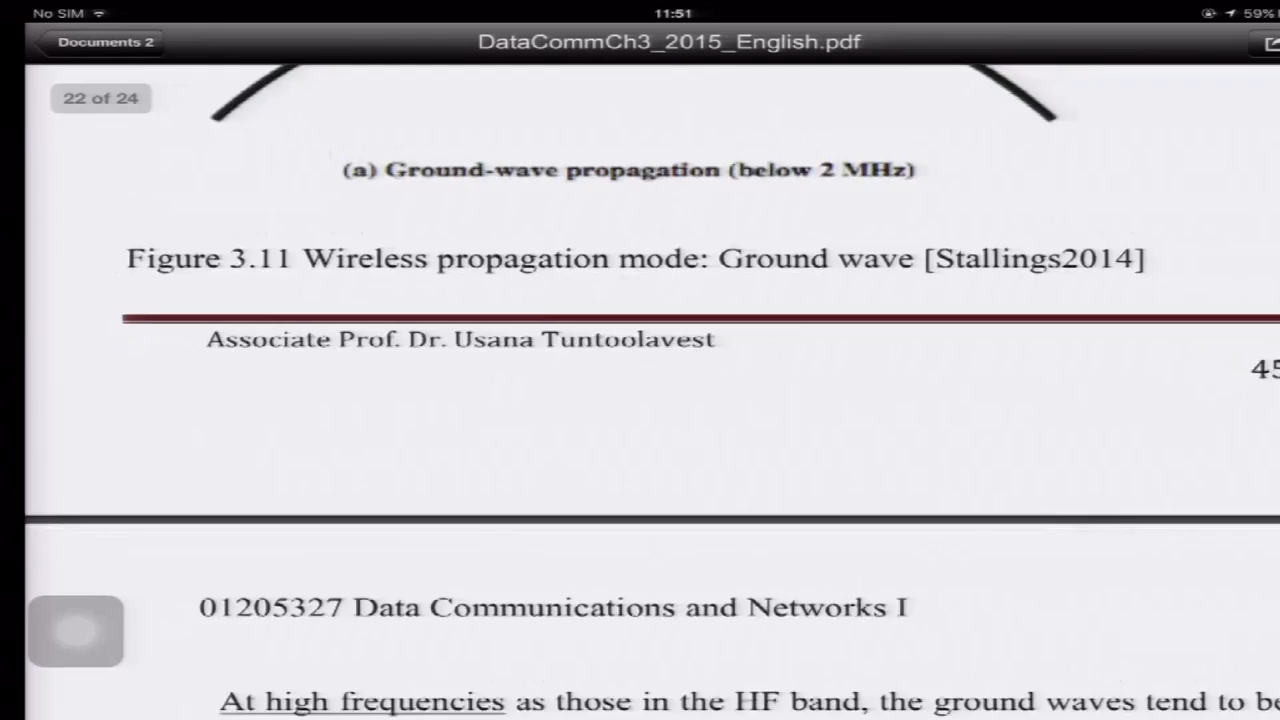 No SIM 11:51 59%
Documents 2 DataCommCh3_2015_English.pdf
22 of 24
(a) Ground-wave propagation (below 2 MHz)
Figure 3.11 Wireless propagation mode: Ground wave [Stallings2014]
Associate Prof. Dr. Usana Tuntoolavest
45
01205327 Data Communications and Networks I
At high frequencies as those in the HF band, the ground waves tend to be